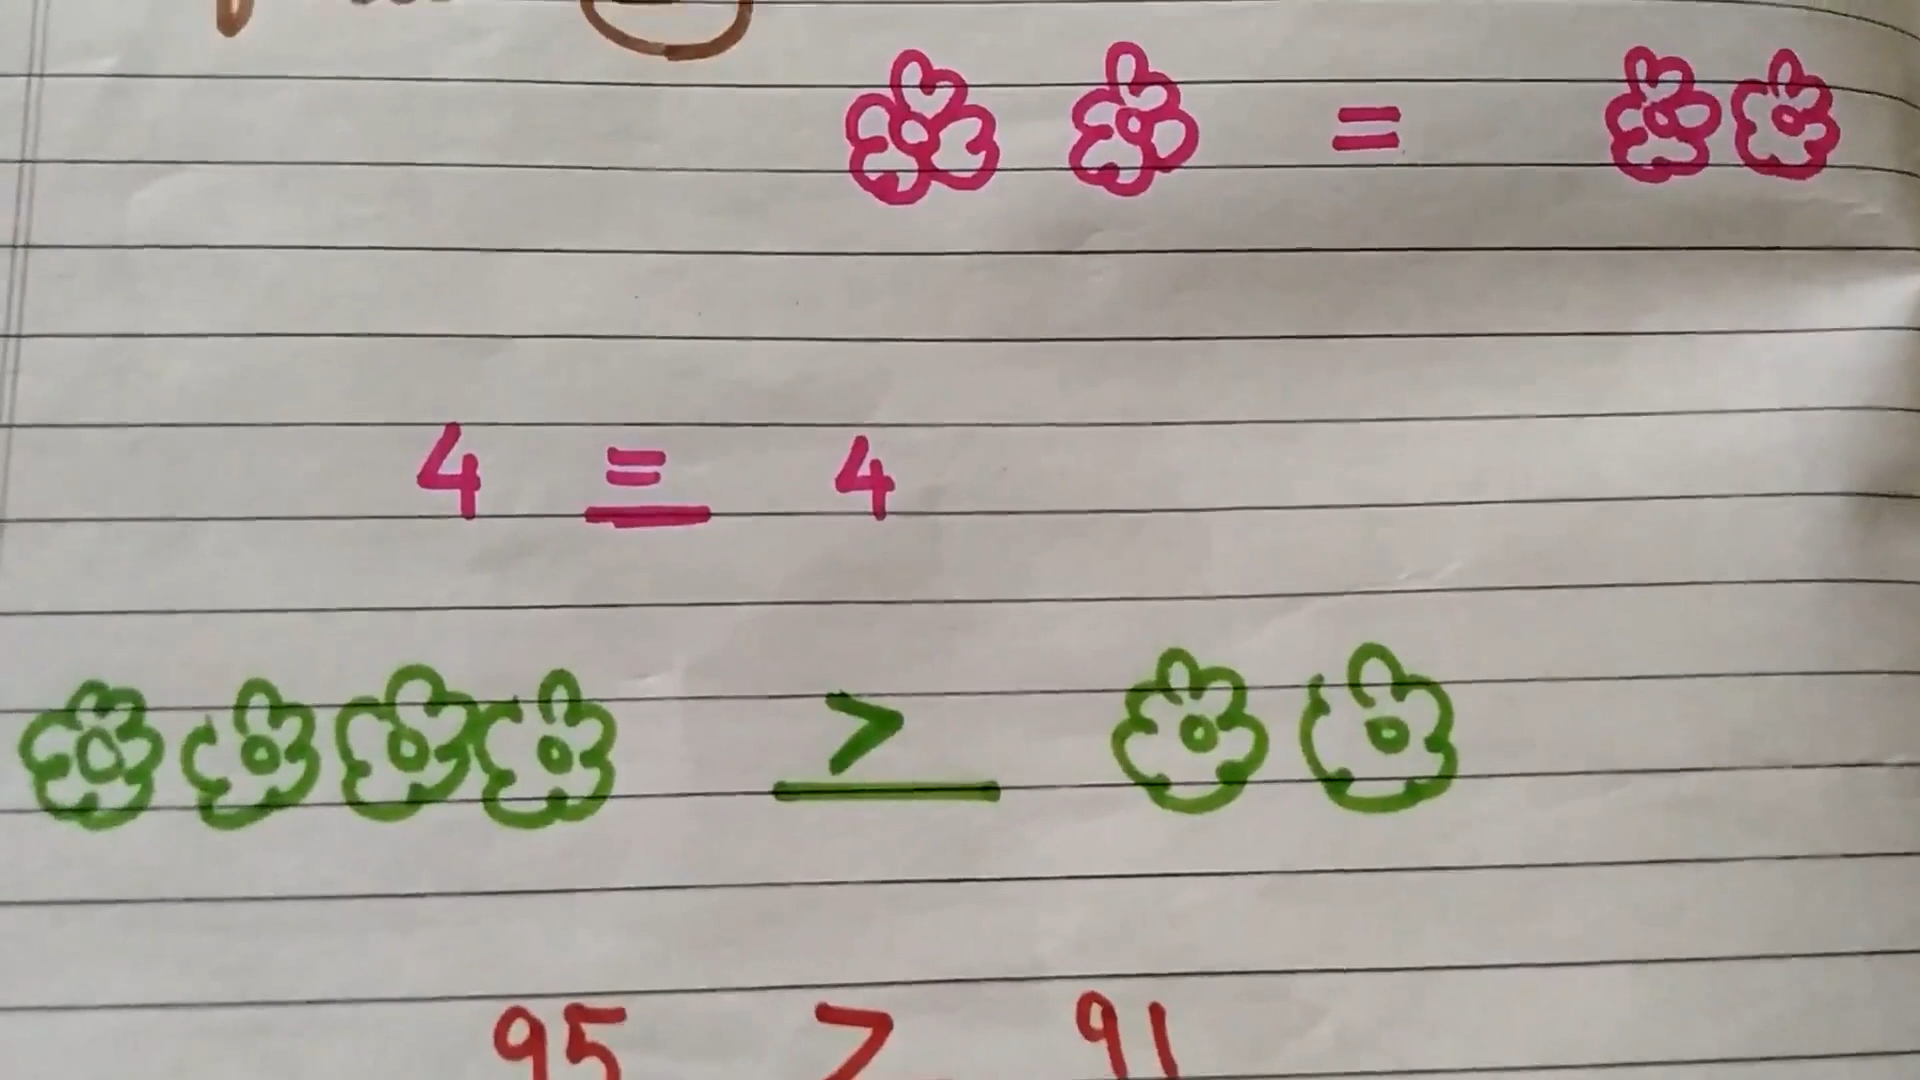 =
4 = 4
>
95 > 91